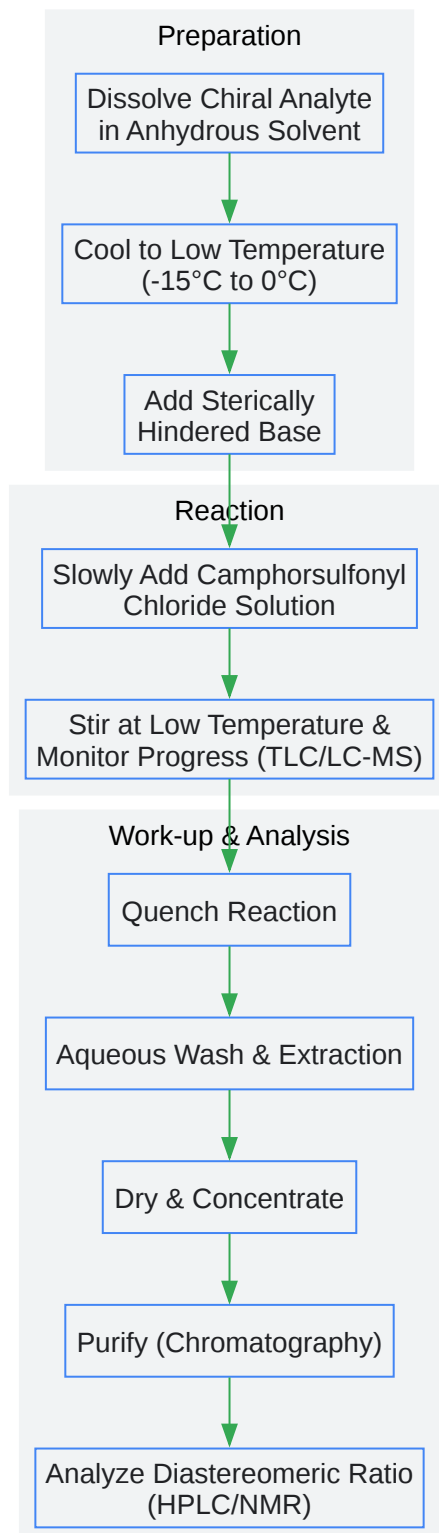 Preparation
Dissolve Chiral Analyte
in Anhydrous Solvent
Cool to Low Temperature
(-15°C to 0°C)
Add Sterically
Hindered Base
Reaction
Slowly Add Camphorsulfonyl
Chloride Solution
Stir at Low Temperature &
Monitor Progress (TLC/LC-MS)
Work-up & Analysis
Quench Reaction
Aqueous Wash & Extraction
Dry & Concentrate
Purify (Chromatography)
Analyze Diastereomeric Ratio
(HPLC/NMR)